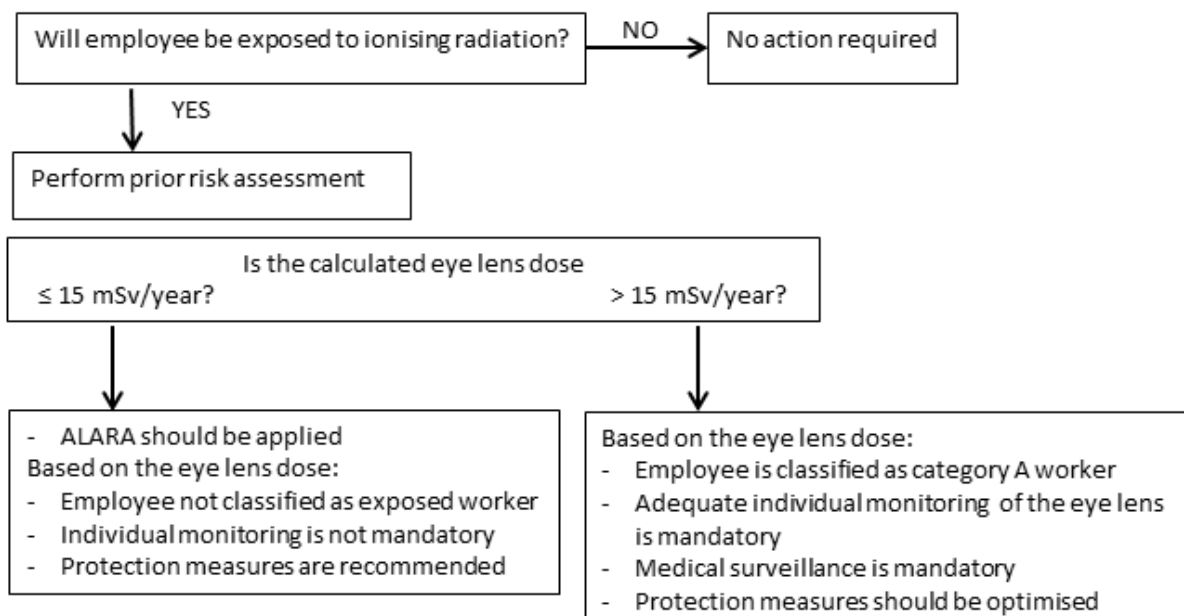 Will employee be exposed to ionising radiation?
NO
No action required
YES
Perform prior risk assessment
Is the calculated eye lens dose
≤ 15 mSv/year?
> 15 mSv/year?
- ALARA should be applied
Based on the eye lens dose:
- Employee not classified as exposed worker
- Individual monitoring is not mandatory
- Protection measures are recommended
Based on the eye lens dose:
- Employee is classified as category A worker
- Adequate individual monitoring of the eye lens
is mandatory
- Medical surveillance is mandatory
- Protection measures should be optimised